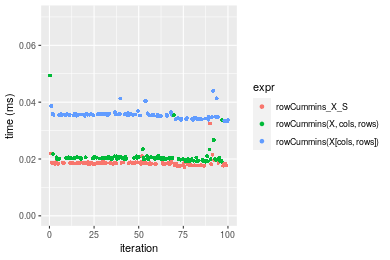 0.06
0.04
0.02
0.00
time (ms)
0
25
50
75
100
iteration
expr
rowCummins_X_S
rowCummins(X, cols, rows)
rowCummins(X[cols, rows])